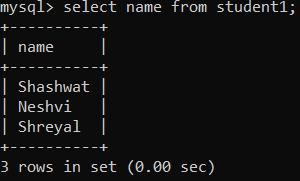 mysql> select name from student1;
+----------+
| name     |
+----------+
| Shashwat |
| Neshvi   |
| Shreyal  |
+----------+
3 rows in set (0.00 sec)